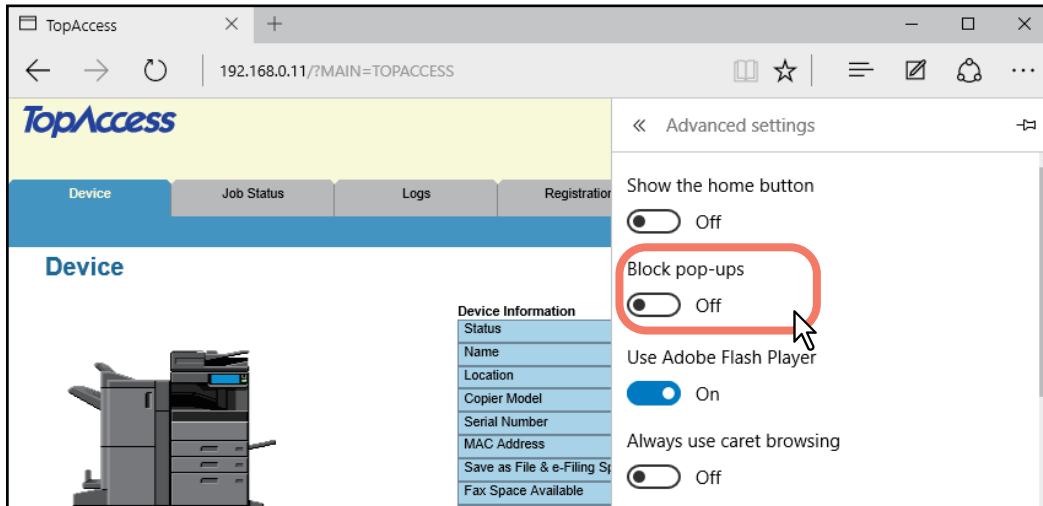 TopAccess
192.168.0.11/?MAIN=TOPACCESS
TopAccess
Device
Job Status
Logs
Registration
Device
Device Information
Status
Name
Location
Copier Model
Serial Number
MAC Address
Save as File & e-Filing Sp
Fax Space Available
Advanced settings
Show the home button
Off
Block pop-ups
Off
Use Adobe Flash Player
On
Always use caret browsing
Off